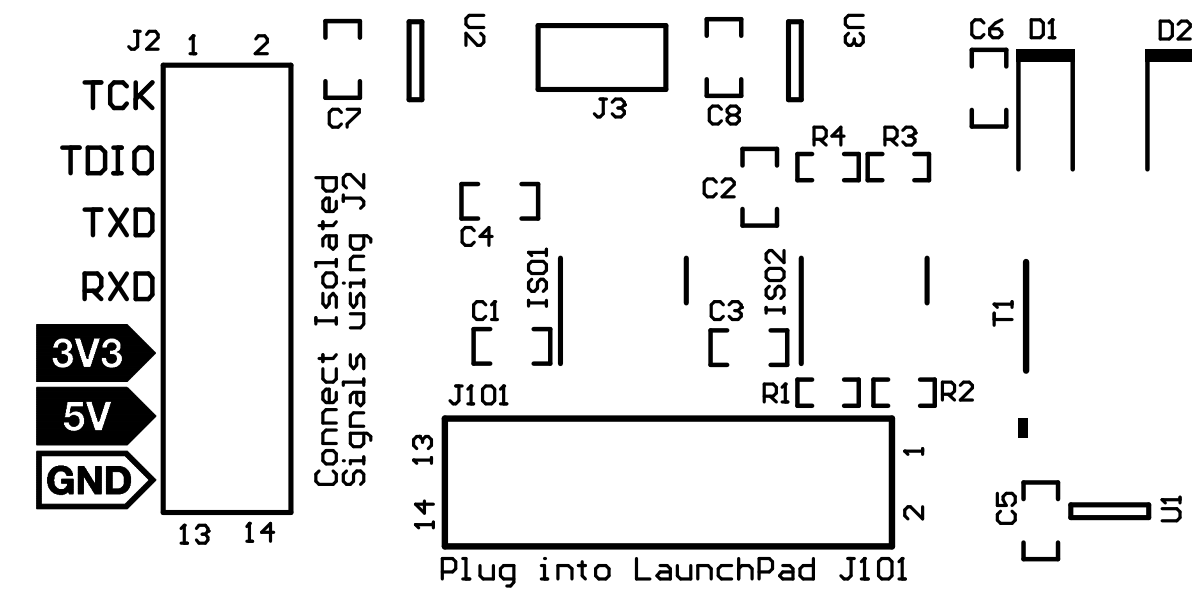 J2
1 2
TCK
TDIO
TXD
RXD
3V3
5V
GND
13 14
C7
U2
J3
C8
U3
C6
D1
D2
R4
R3
C2
Connect Isolated
Signals using J2
C4
ISO1
ISO2
C1
C3
T1
R1
R2
J101
13
1
14
2
C5
U1
Plug into LaunchPad J101